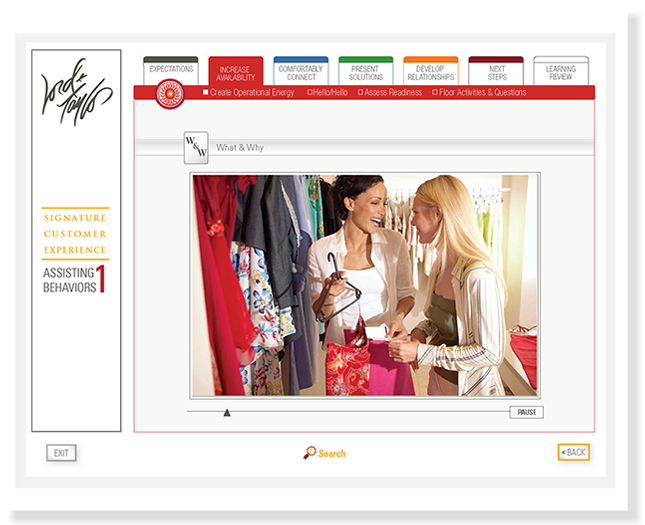 Lord &
Taylor
EXPECTATIONS
INCREASE
AVAILABILITY
COMFORTABLY
CONNECT
PRESENT
SOLUTIONS
DEVELOP
RELATIONSHIPS
NEXT
STEPS
LEARNING
REVIEW
Create Operational Energy Hello/Hello Assess Readiness Floor Activities & Questions
W&W What & Why
SIGNATURE
CUSTOMER
EXPERIENCE
ASSISTING
BEHAVIORS 1
PAUSE
EXIT
Search
< BACK